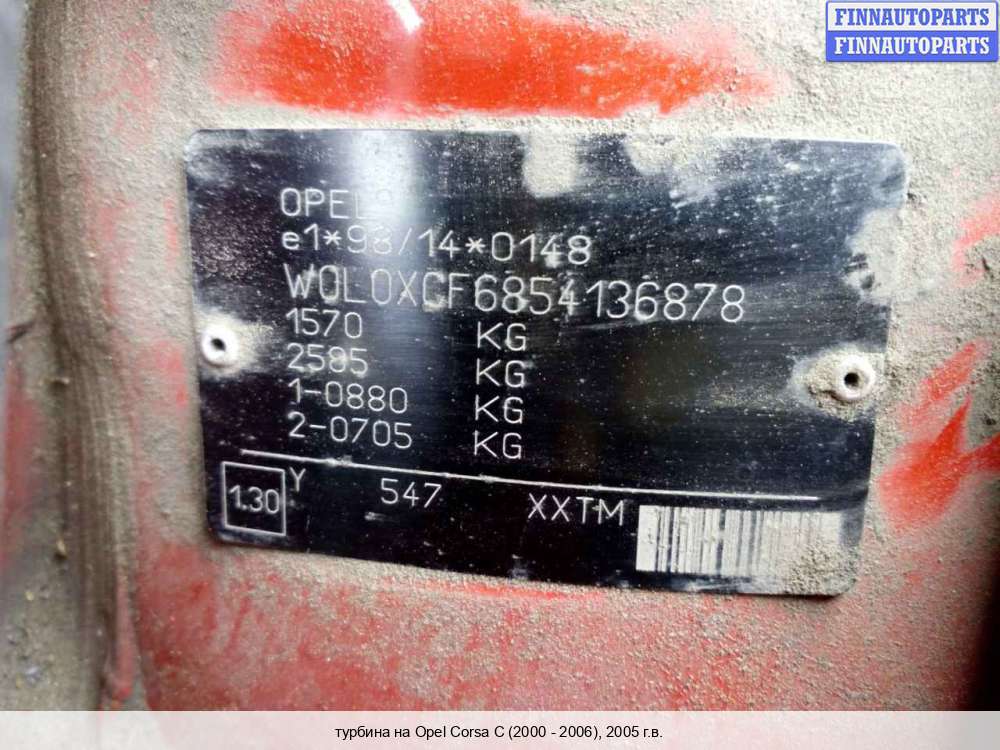 FINNAUTOPARTS
FINNAUTOPARTS
OPEL
e1*98/14*0148
W0L0XCF6854136878
1570 KG
2585 KG
1-0880 KG
2-0705 KG
1.30 Y 547 XXTM
турбина на Opel Corsa C (2000 - 2006), 2005 г.в.